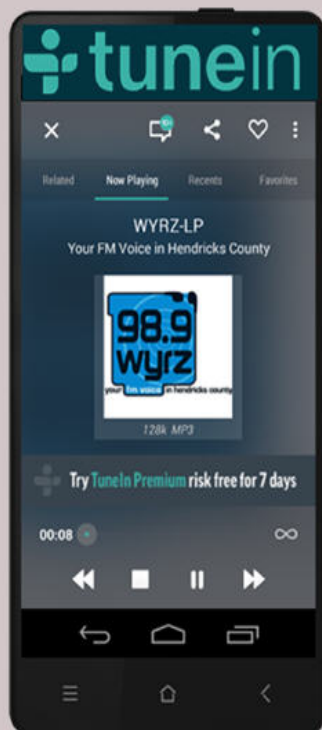 tunein
10+
Related Now Playing Recents Favorites
WYRZ-LP
Your FM Voice in Hendricks County
98.9
wyrz
your fm voice in hendricks county
128k MP3
Try TuneIn Premium risk free for 7 days
00:08